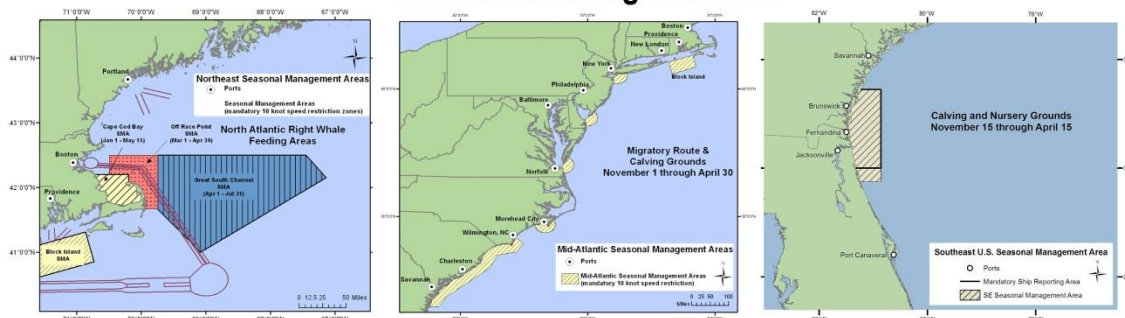 Portland
Northeast Seasonal Management Areas
Ports
Seasonal Management Areas
(mandatory 10 knot speed restriction zones)
Cape Cod Bay
SMA
(Jan 1 - May 15)
Off Race Point
SMA
(Mar 1 - Apr 30)
North Atlantic Right Whale
Feeding Areas
Boston
Great South Channel
SMA
(Apr 1 - Jul 31)
Providence
Block Island
SMA
44°0'0"N
43°0'0"N
42°0'0"N
41°0'0"N
71°0'0"W
70°0'0"W
69°0'0"W
68°0'0"W
67°0'0"W
N
0 12.5 25 50 Miles
Boston
Providence
New London
New York
Block Island
Philadelphia
Baltimore
Norfolk
Migratory Route &
Calving Grounds
November 1 through April 30
Morehead City
Wilmington, NC
Charleston
Savannah
Mid-Atlantic Seasonal Management Areas
Ports
Mid-Atlantic Seasonal Management Areas
(mandatory 10 knot speed restriction)
N
Miles
0 25 50 100
82°W
80°W
78°W
Savannah
Brunswick
Fernandina
Jacksonville
Calving and Nursery Grounds
November 15 through April 15
Port Canaveral
Southeast U.S. Seasonal Management Area
Ports
Mandatory Ship Reporting Area
SE Seasonal Management Area
N